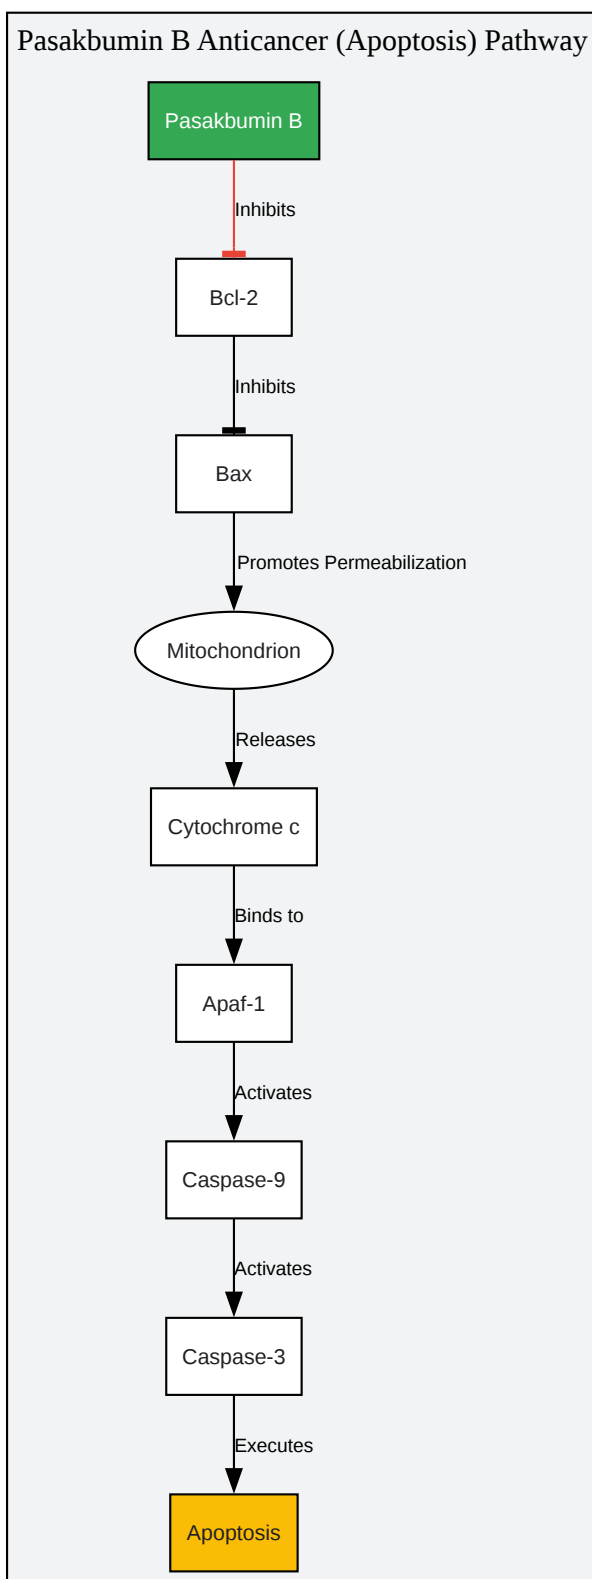 Pasakbumin B Anticancer (Apoptosis) Pathway
Pasakbumin B
Inhibits
Bcl-2
Inhibits
Bax
Promotes Permeabilization
Mitochondrion
Releases
Cytochrome c
Binds to
Apaf-1
Activates
Caspase-9
Activates
Caspase-3
Executes
Apoptosis